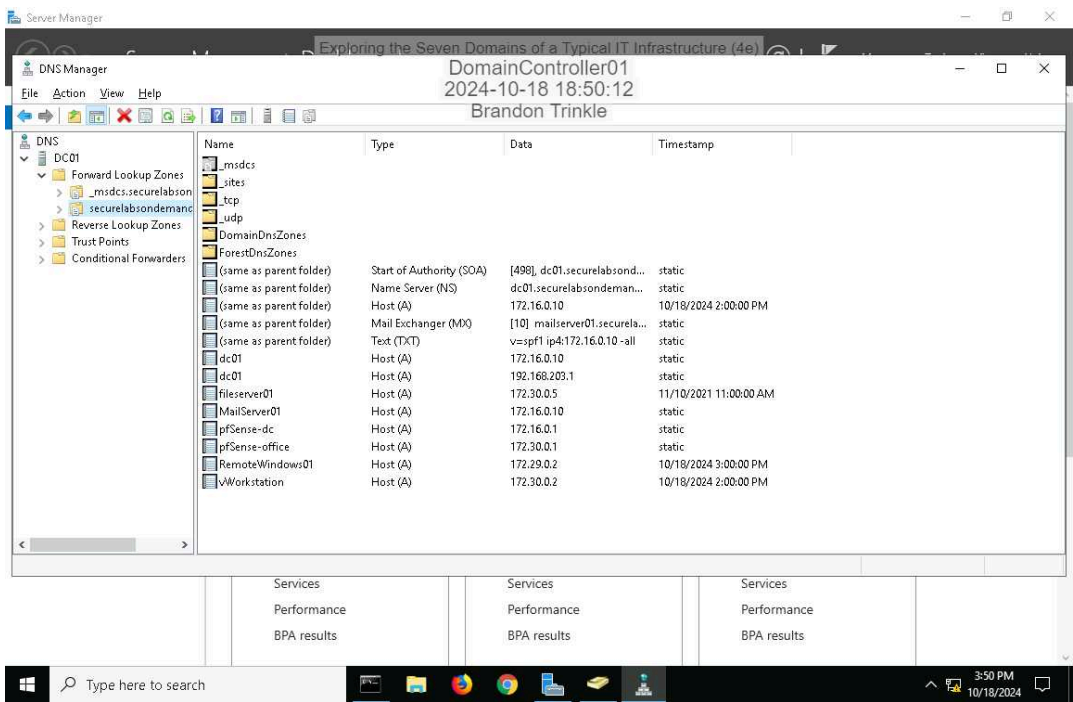 Server Manager
Exploring the Seven Domains of a Typical IT Infrastructure (4e)
DNS Manager
DomainController01
File Action View Help
2024-10-18 18:50:12
Brandon Trinkle
DNS
DC01
Forward Lookup Zones
_msdcs.securelabson
securelabsondemand
Reverse Lookup Zones
Trust Points
Conditional Forwarders
Name Type Data Timestamp
_msdcs
_sites
_tcp
_udp
DomainDnsZones
ForestDnsZones
(same as parent folder) Start of Authority (SOA) [498], dc01.securelabsond... static
(same as parent folder) Name Server (NS) dc01.securelabsondeman... static
(same as parent folder) Host (A) 172.16.0.10 10/18/2024 2:00:00 PM
(same as parent folder) Mail Exchanger (MX) [10] mailserver01.securela... static
(same as parent folder) Text (TXT) v=spf1 ip4:172.16.0.10 -all static
dc01 Host (A) 172.16.0.10 static
dc01 Host (A) 192.168.203.1 static
fileserver01 Host (A) 172.30.0.5 11/10/2021 11:00:00 AM
MailServer01 Host (A) 172.16.0.10 static
pfSense-dc Host (A) 172.16.0.1 static
pfSense-office Host (A) 172.30.0.1 static
RemoteWindows01 Host (A) 172.29.0.2 10/18/2024 3:00:00 PM
vWorkstation Host (A) 172.30.0.2 10/18/2024 2:00:00 PM
Services Services Services
Performance Performance Performance
BPA results BPA results BPA results
Type here to search
3:50 PM
10/18/2024